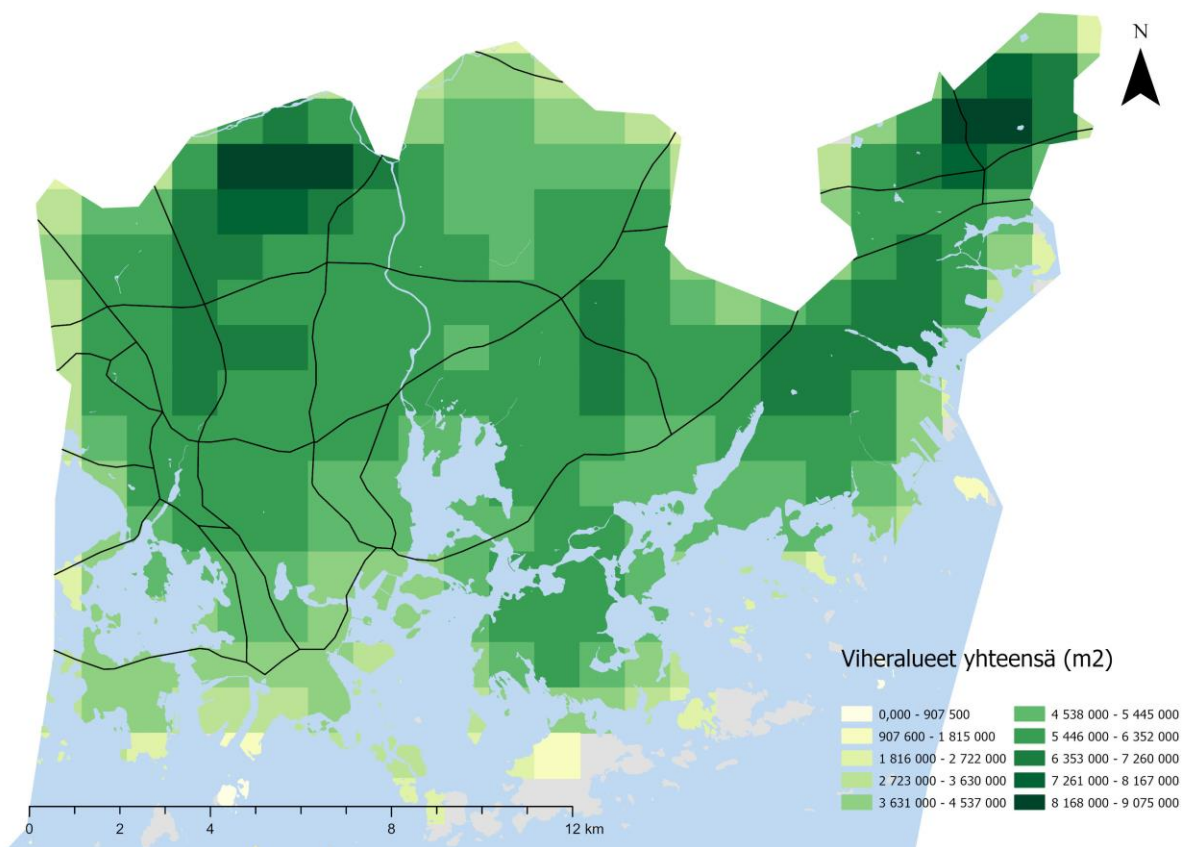 N
Viheralueet yhteensä (m2)
0,000 - 907 500
907 600 - 1 815 000
1 816 000 - 2 722 000
2 723 000 - 3 630 000
3 631 000 - 4 537 000
4 538 000 - 5 445 000
5 446 000 - 6 352 000
6 353 000 - 7 260 000
7 261 000 - 8 167 000
8 168 000 - 9 075 000
0 2 4 8 12 km